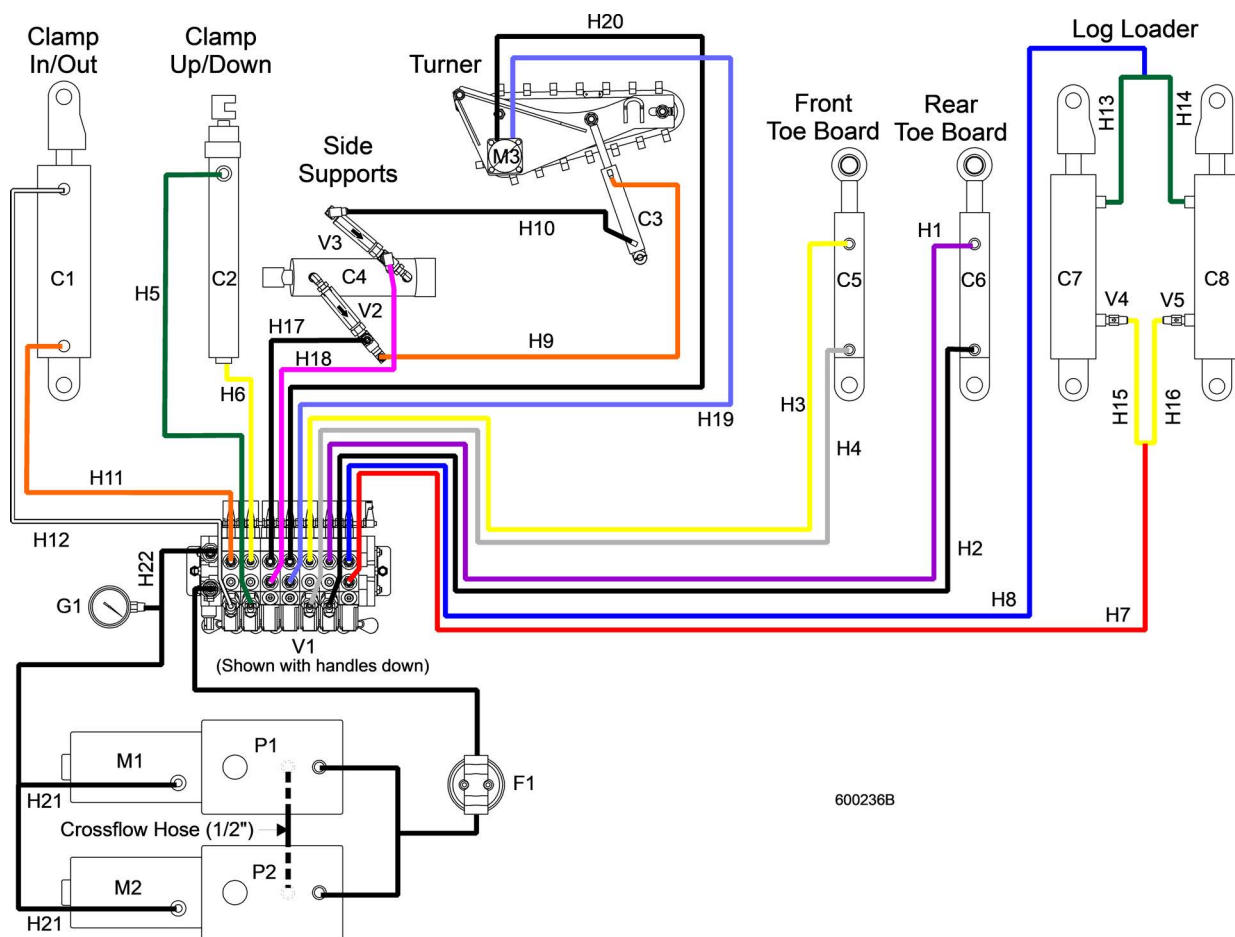 H20
Clamp
In/Out
Clamp
Up/Down
Turner
Log Loader
Front
Toe Board
Rear
Toe Board
Side
Supports
M3
H13
H14
H10
C3
V3
C4
V2
H1
C1
H5
C2
C5
C6
C7
C8
V4
V5
H17
H9
H18
H6
H3
H19
H4
H15
H16
H11
H12
H22
H2
H8
H7
G1
V1
(Shown with handles down)
P1
M1
F1
H21
600236B
Crossflow Hose (1/2")
P2
M2
H21